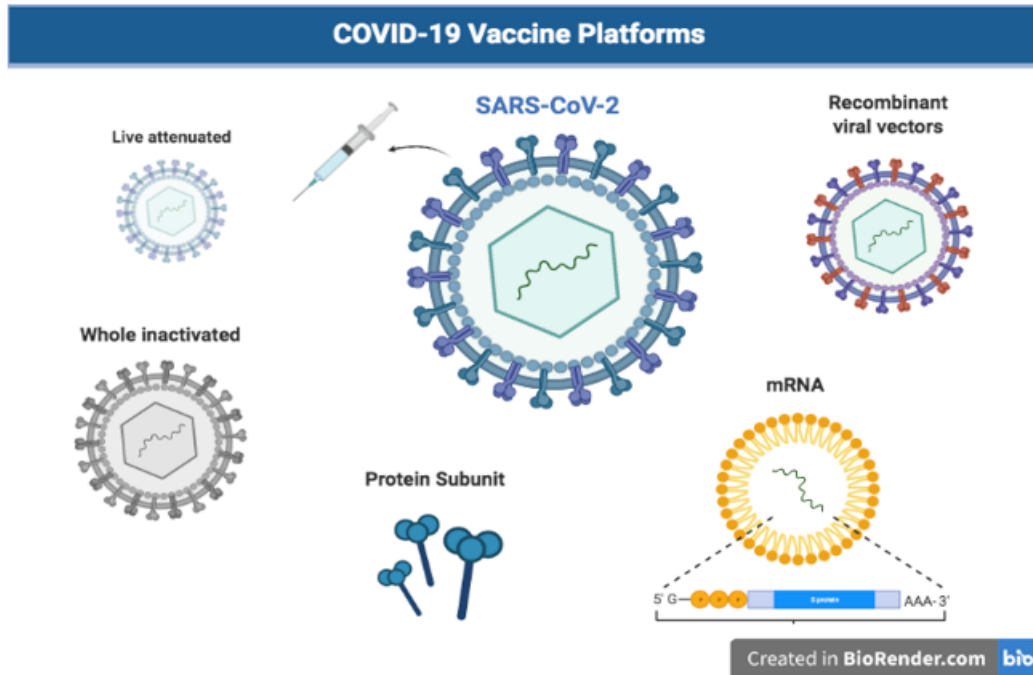 COVID-19 Vaccine Platforms
SARS-CoV-2
Recombinant
viral vectors
Live attenuated
Whole inactivated
mRNA
Protein Subunit
5' G
P P P
S protein
AAA- 3'
Created in BioRender.com
bio